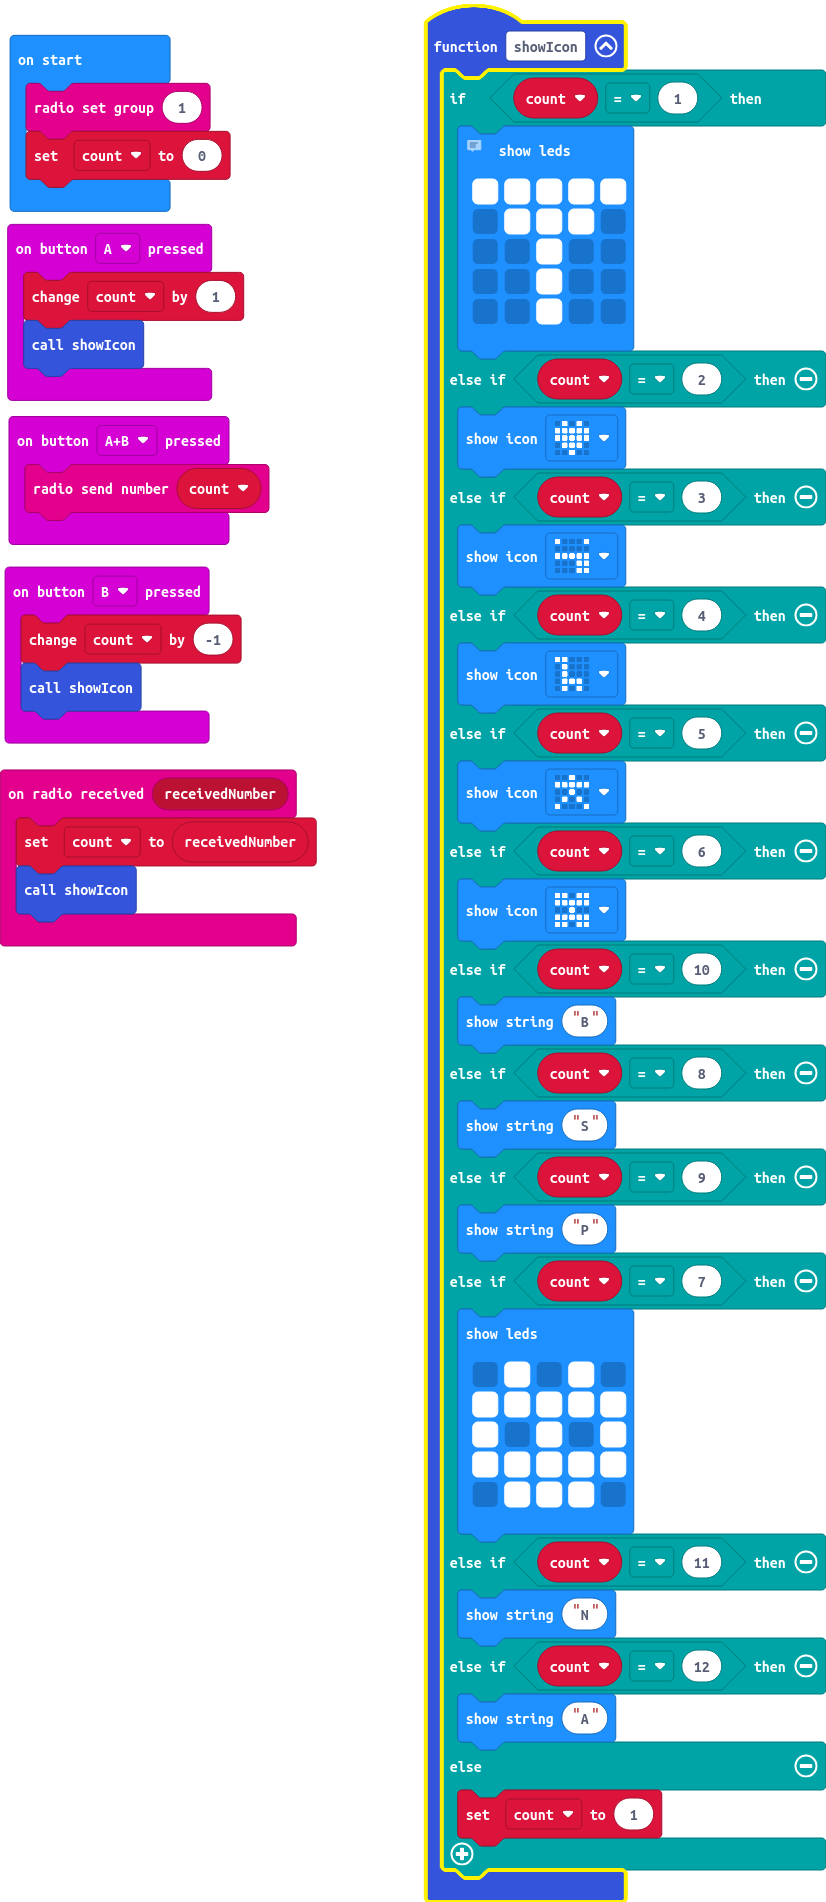 on start
radio set group 1
set count to 0
on button A pressed
change count by 1
call showIcon
on button A+B pressed
radio send number count
on button B pressed
change count by -1
call showIcon
on radio received receivedNumber
set count to receivedNumber
call showIcon
function showIcon
if count = 1 then
show leds
else if count = 2 then
show icon
else if count = 3 then
show icon
else if count = 4 then
show icon
else if count = 5 then
show icon
else if count = 6 then
show icon
else if count = 10 then
show string "B"
else if count = 8 then
show string "S"
else if count = 9 then
show string "P"
else if count = 7 then
show leds
else if count = 11 then
show string "N"
else if count = 12 then
show string "A"
else
set count to 1